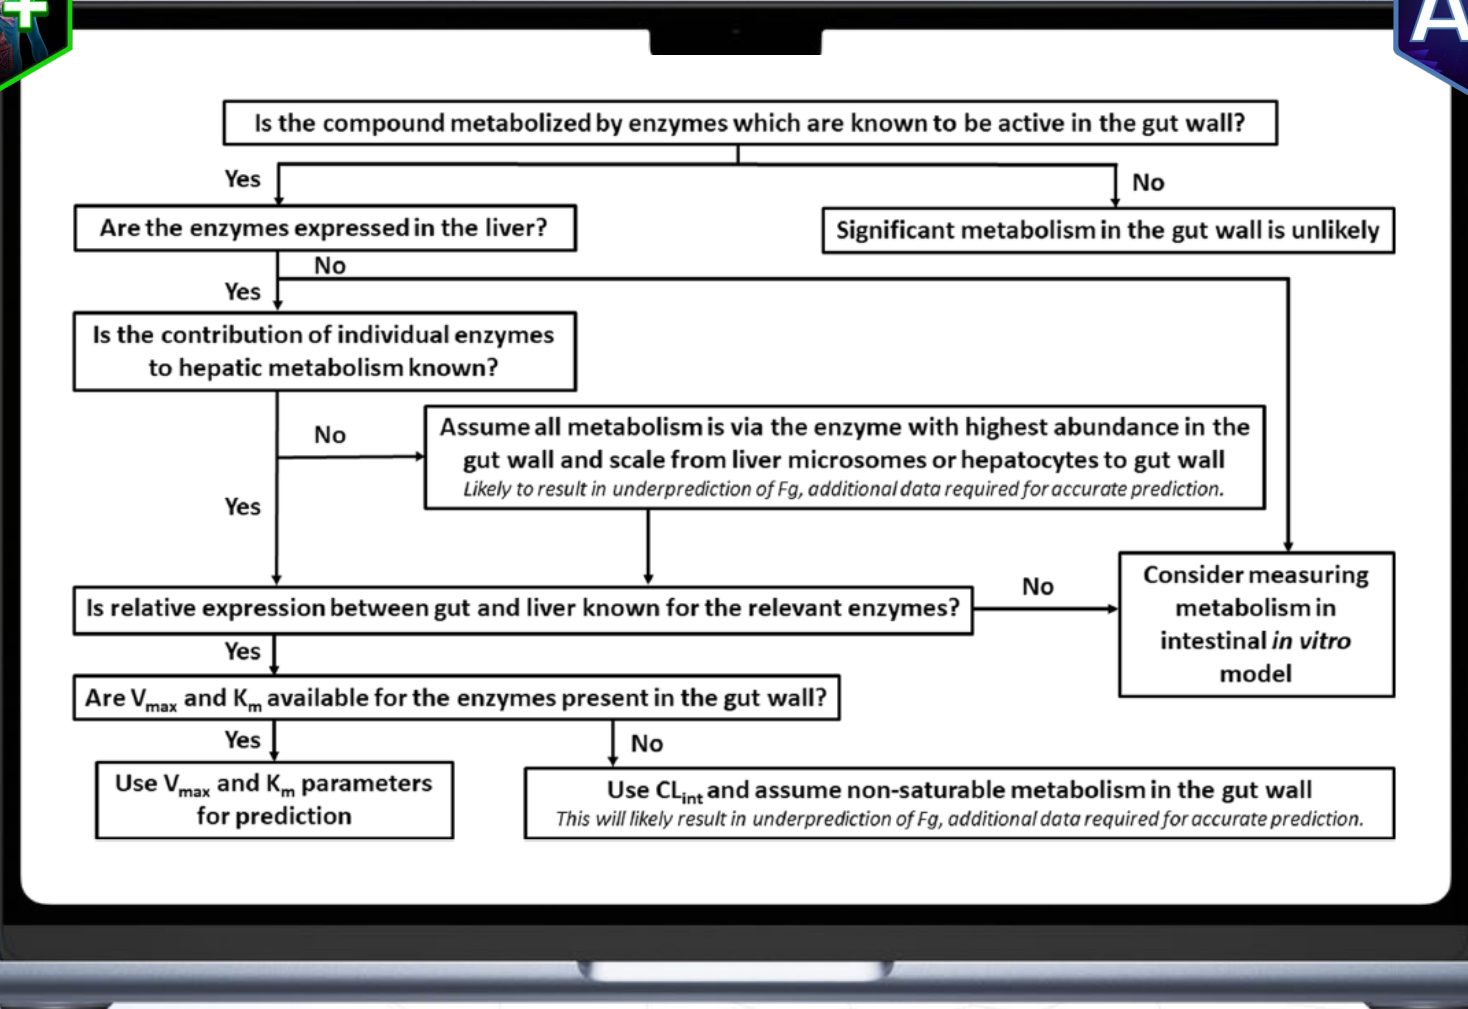 A
Is the compound metabolized by enzymes which are known to be active in the gut wall?
Yes
No
Are the enzymes expressed in the liver?
Significant metabolism in the gut wall is unlikely
No
Yes
Is the contribution of individual enzymes
to hepatic metabolism known?
No
Assume all metabolism is via the enzyme with highest abundance in the
gut wall and scale from liver microsomes or hepatocytes to gut wall
Likely to result in underprediction of Fg, additional data required for accurate prediction.
Yes
Is relative expression between gut and liver known for the relevant enzymes?
No
Consider measuring
metabolism in
intestinal in vitro
model
Yes
Are Vmax and Km available for the enzymes present in the gut wall?
Yes
No
Use Vmax and Km parameters
for prediction
Use CLint and assume non-saturable metabolism in the gut wall
This will likely result in underprediction of Fg, additional data required for accurate prediction.